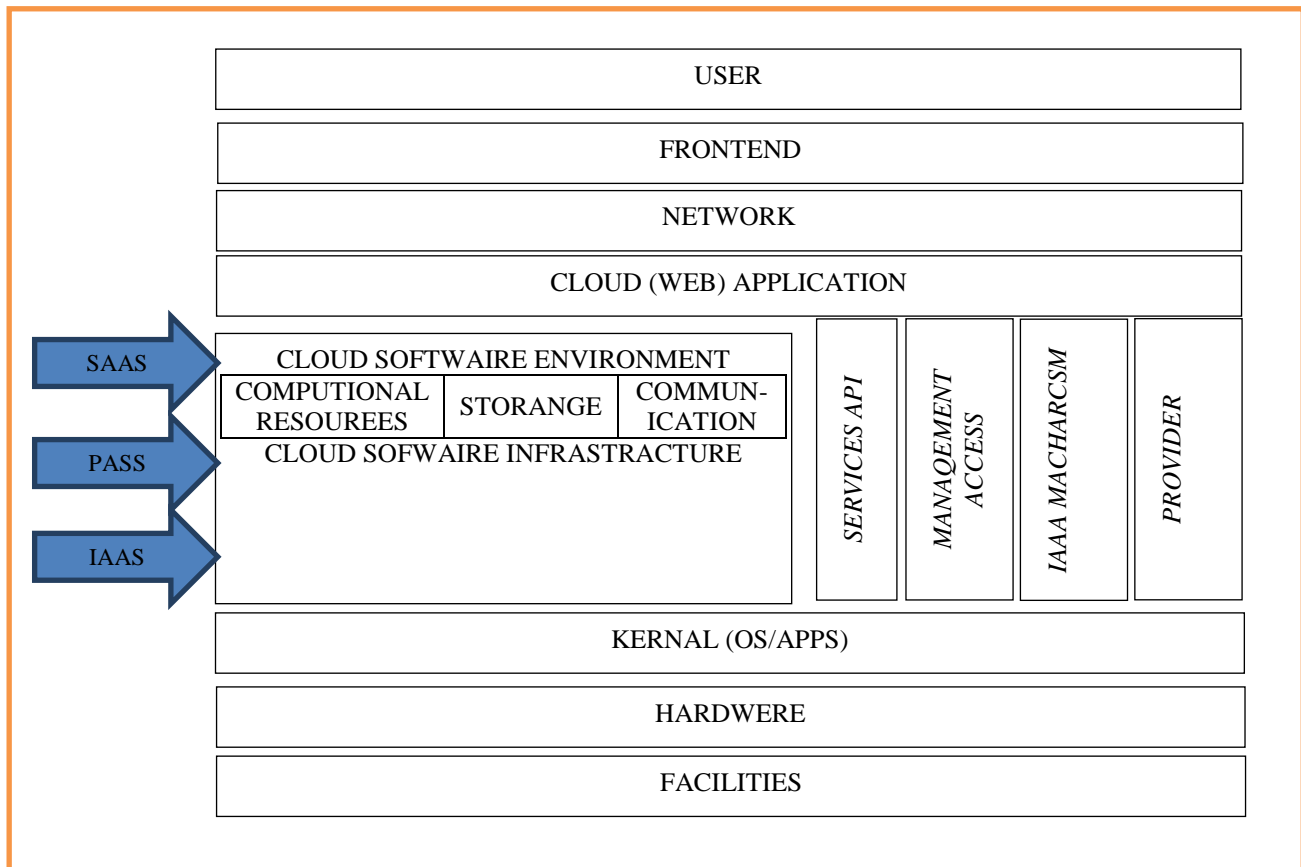 USER
FRONTEND
NETWORK
CLOUD (WEB) APPLICATION
SAAS
PASS
IAAS
CLOUD SOFTWAIRE ENVIRONMENT
COMPUTIONAL
RESOUREES
STORANGE
COMMUN-
ICATION
CLOUD SOFWAIRE INFRASTRACTURE
SERVICES API
MANAQEMENT
ACCESS
IAAA MACHARCSM
PROVIDER
KERNAL (OS/APPS)
HARDWERE
FACILITIES